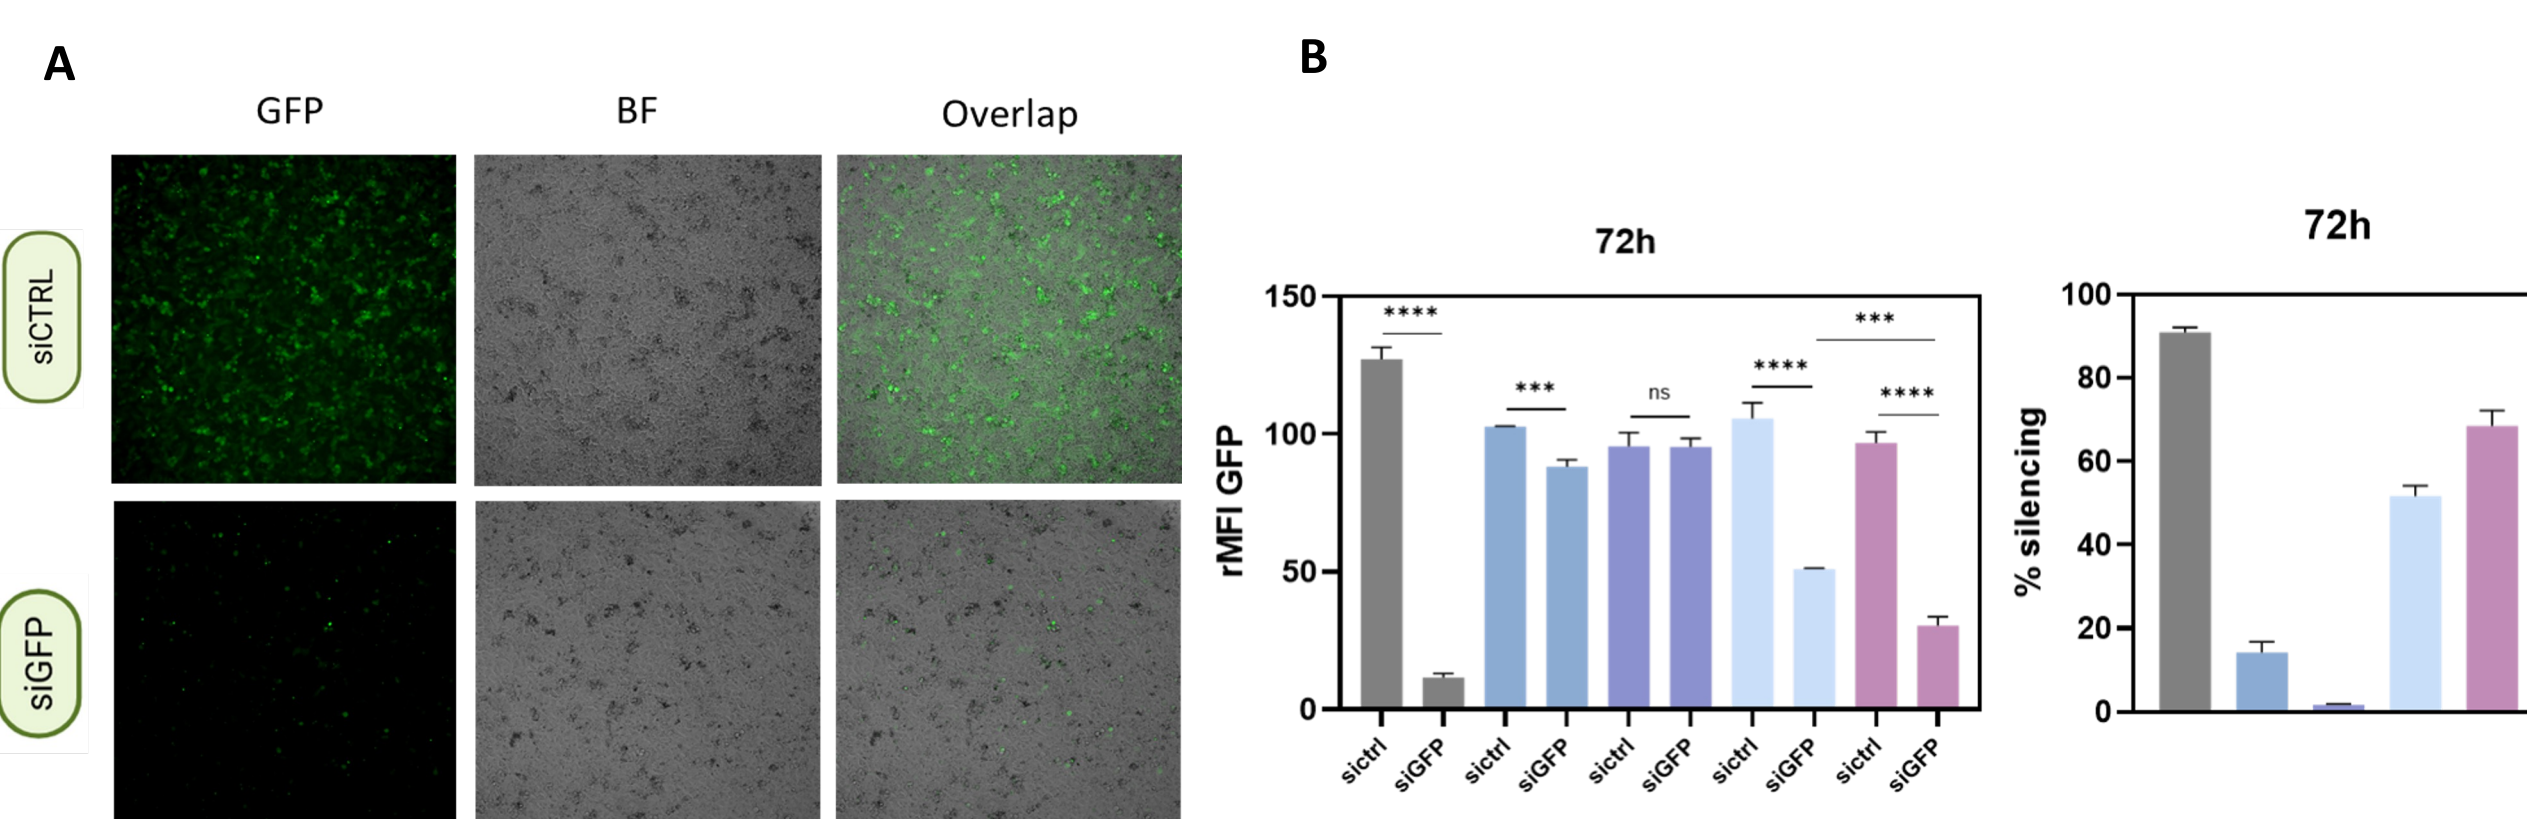 A
GFP
BF
Overlap
siCTRL
siGFP
B
72h
rMFI GFP
150
100
50
0
****
***
ns
****
***
****
sictrl
siGFP
sictrl
siGFP
sictrl
siGFP
sictrl
siGFP
sictrl
siGFP
72h
% silencing
100
80
60
40
20
0